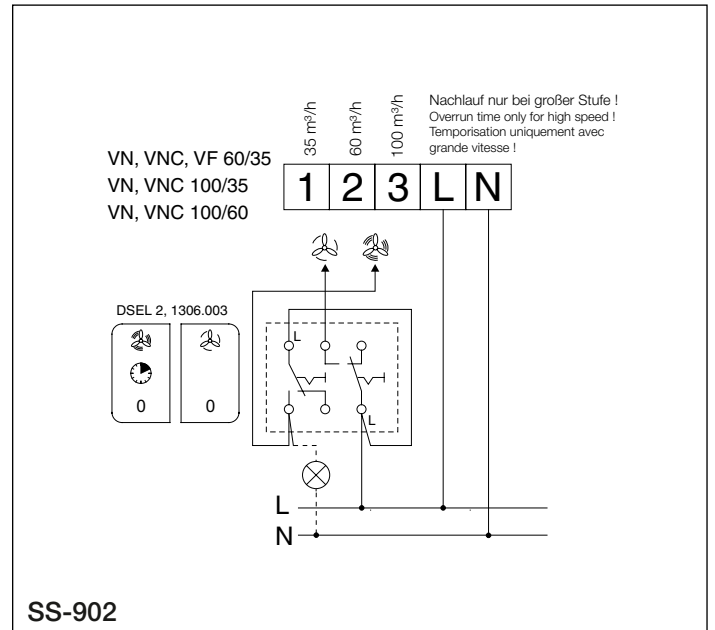 35 m³/h
60 m³/h
100 m³/h
Nachlauf nur bei großer Stufe !
Overrun time only for high speed !
Temporisation uniquement avec
grande vitesse !
VN, VNC, VF 60/35
VN, VNC 100/35
VN, VNC 100/60
1 2 3 L N
DSEL 2, 1306.003
0 0
L
L
L
N
SS-902